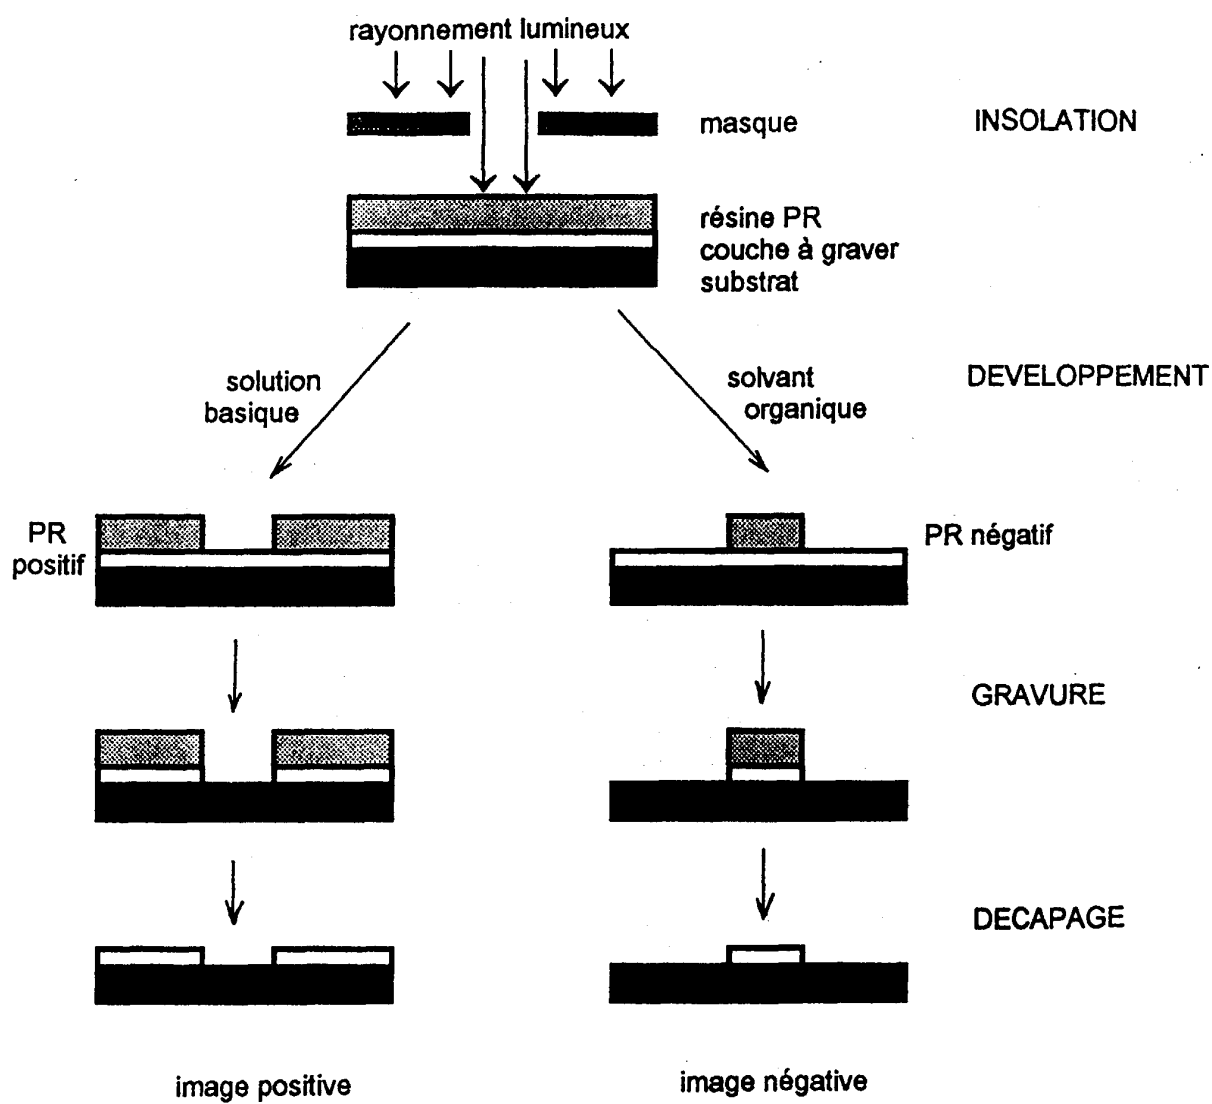 rayonnement lumineux
masque
INSOLATION
résine PR
couche à graver
substrat
solution
basique
solvant
organique
DEVELOPPEMENT
PR
positif
PR négatif
GRAVURE
DECAPAGE
image positive
image négative